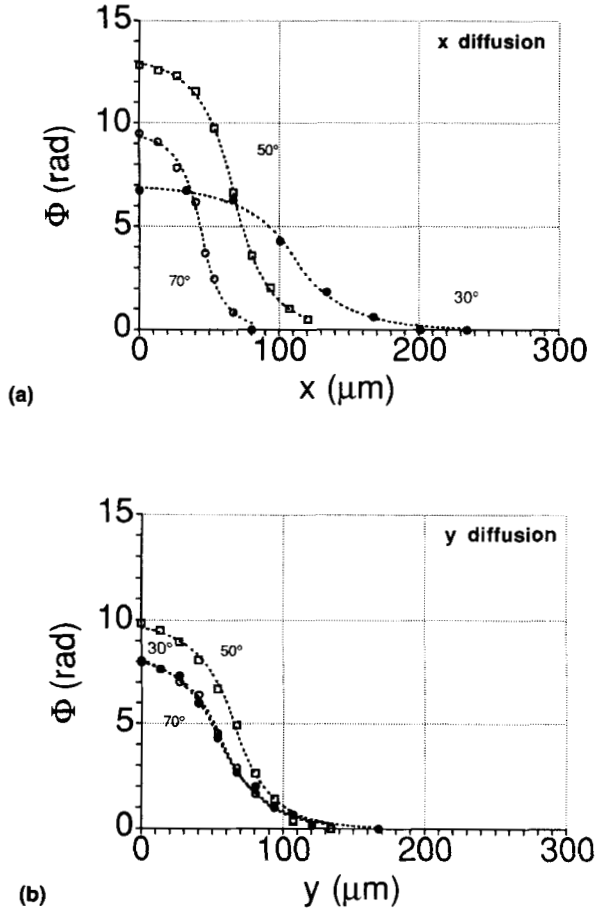 15
x diffusion
10
50°
Φ (rad)
5
70°
30°
0
0 100 200 300
x (μm)
(a)
15
y diffusion
10
30° 50°
Φ (rad)
5
70°
0
0 100 200 300
y (μm)
(b)